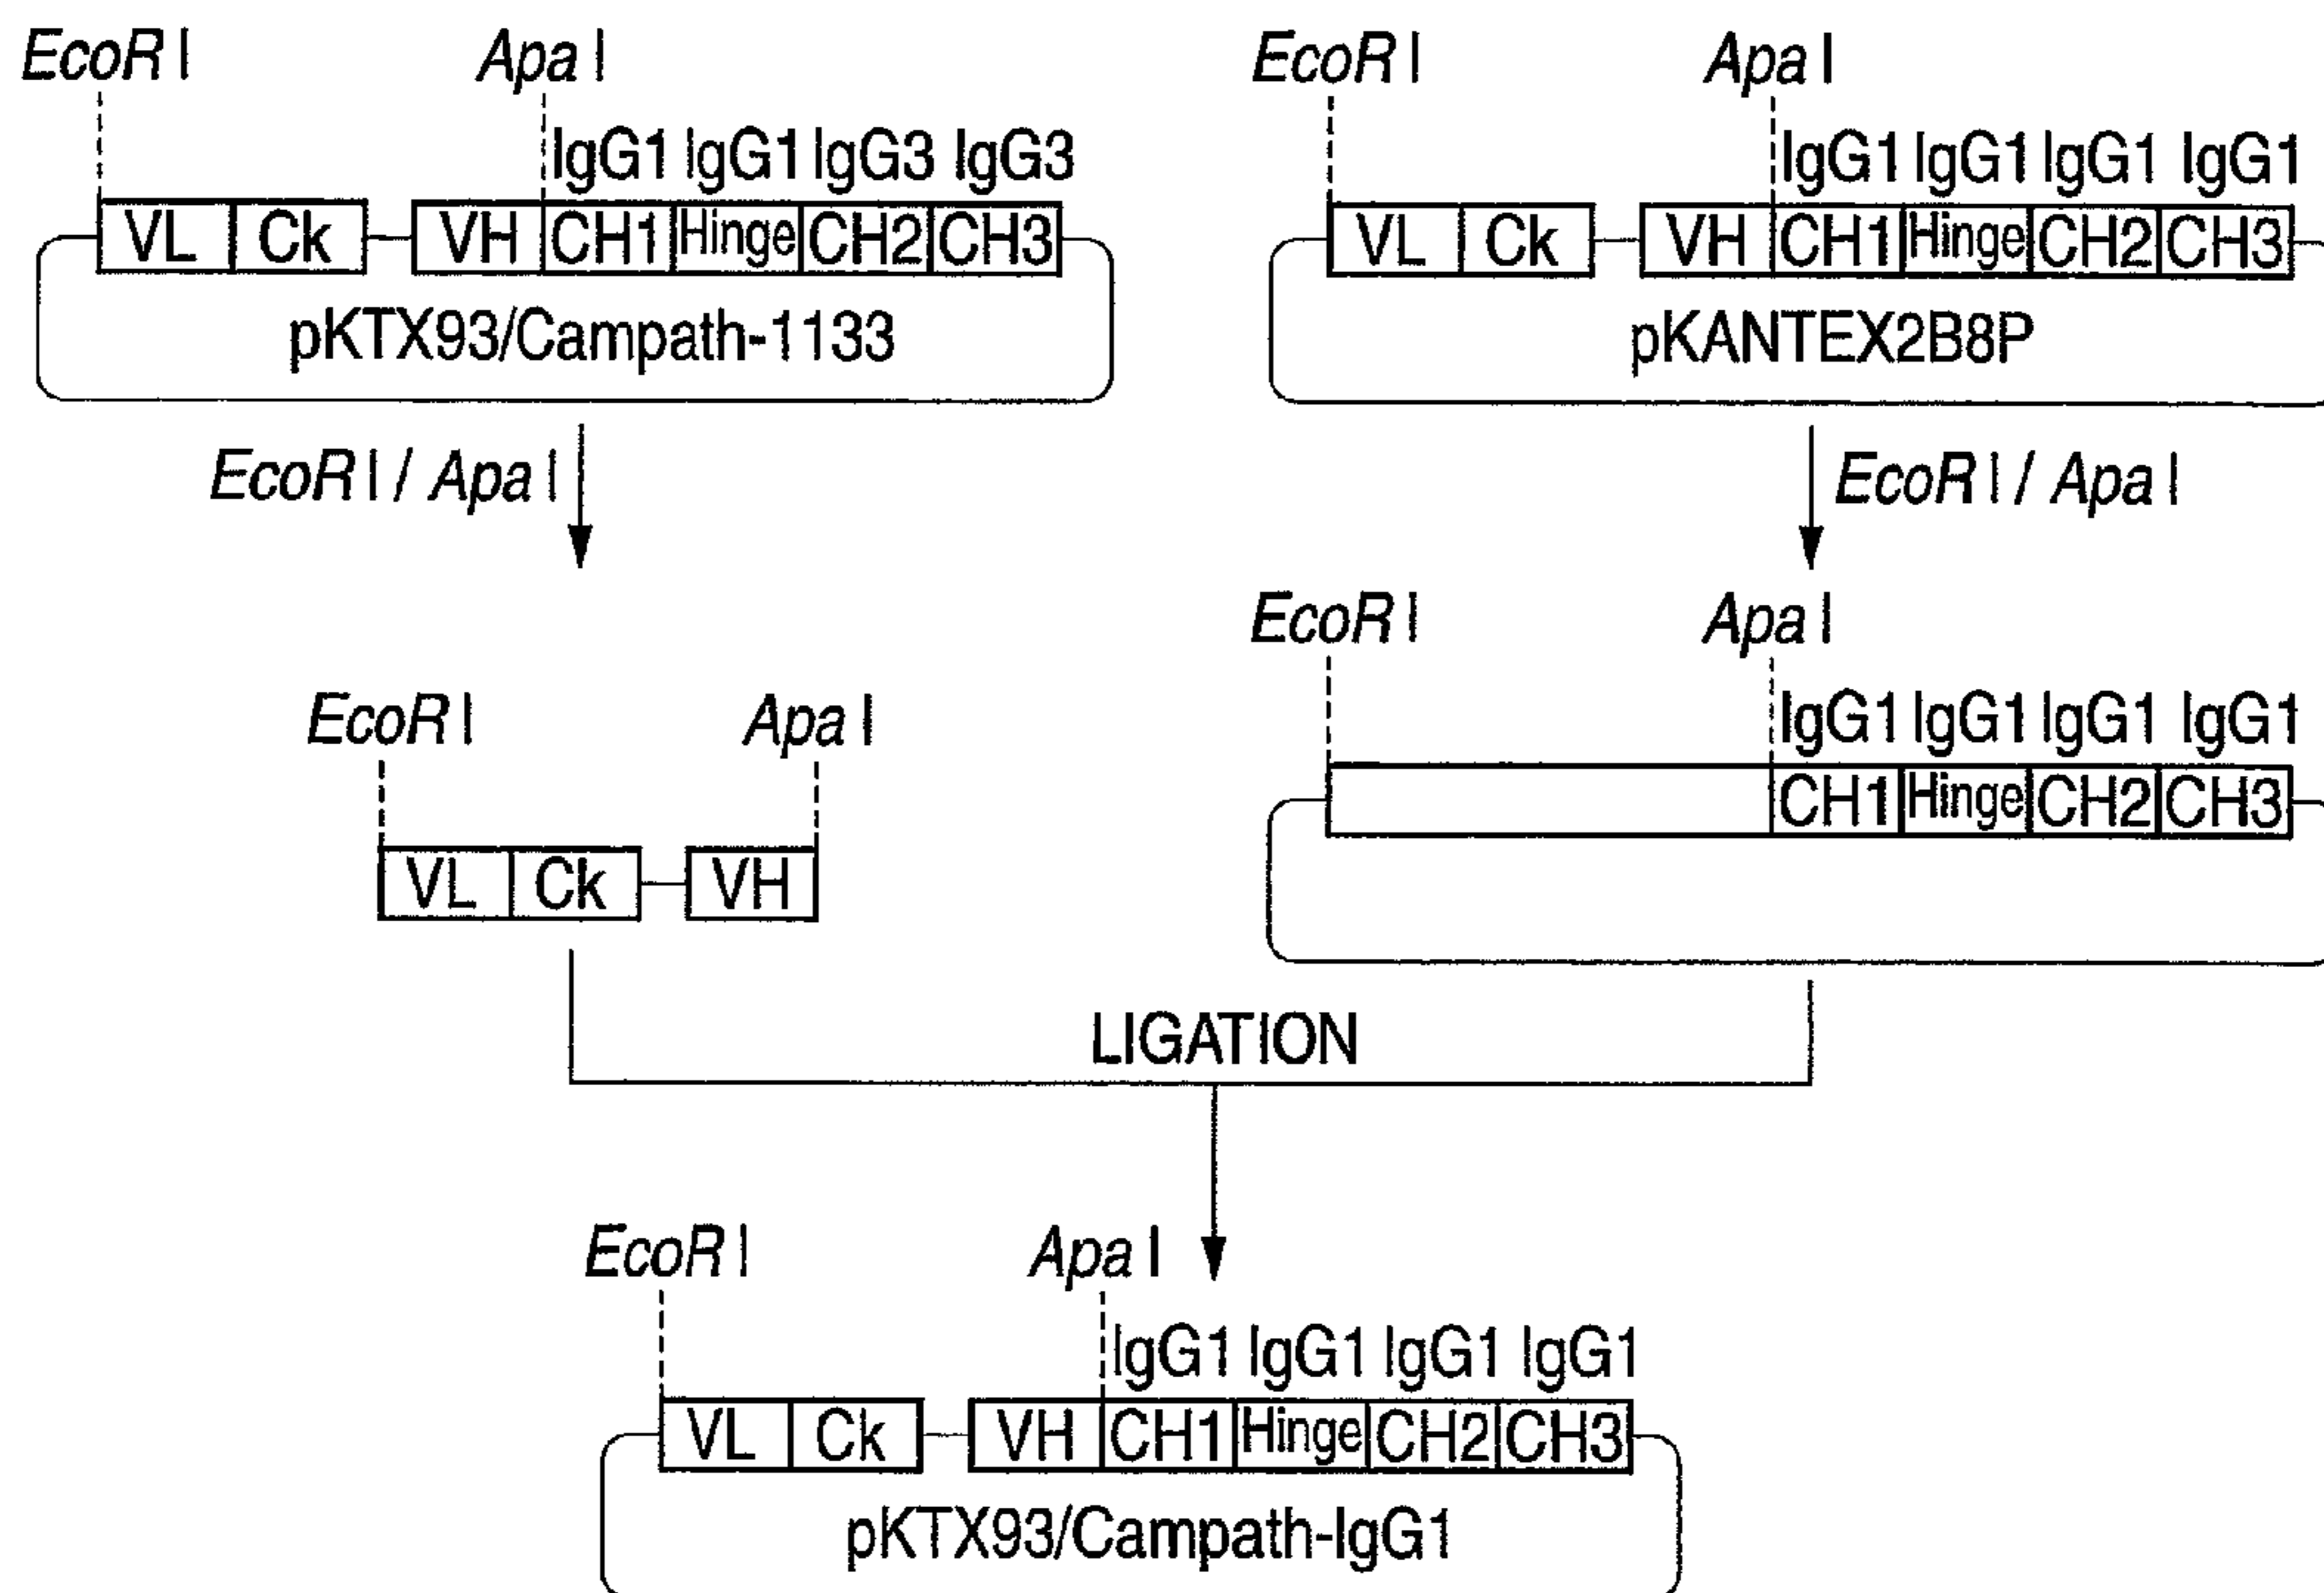 EcoR I Apa I EcoR I Apa I
IgG1 IgG1 IgG3 IgG3 IgG1 IgG1 IgG1 IgG1
VL Ck VH CH1 Hinge CH2 CH3 VL Ck VH CH1 Hinge CH2 CH3
pKTX93/Campath-1133 pKANTEX2B8P
EcoR I / Apa I EcoR I / Apa I
EcoR I Apa I
IgG1 IgG1 IgG1 IgG1
CH1 Hinge CH2 CH3
EcoR I Apa I
VL Ck VH
LIGATION
EcoR I Apa I
IgG1 IgG1 IgG1 IgG1
VL Ck VH CH1 Hinge CH2 CH3
pKTX93/Campath-IgG1